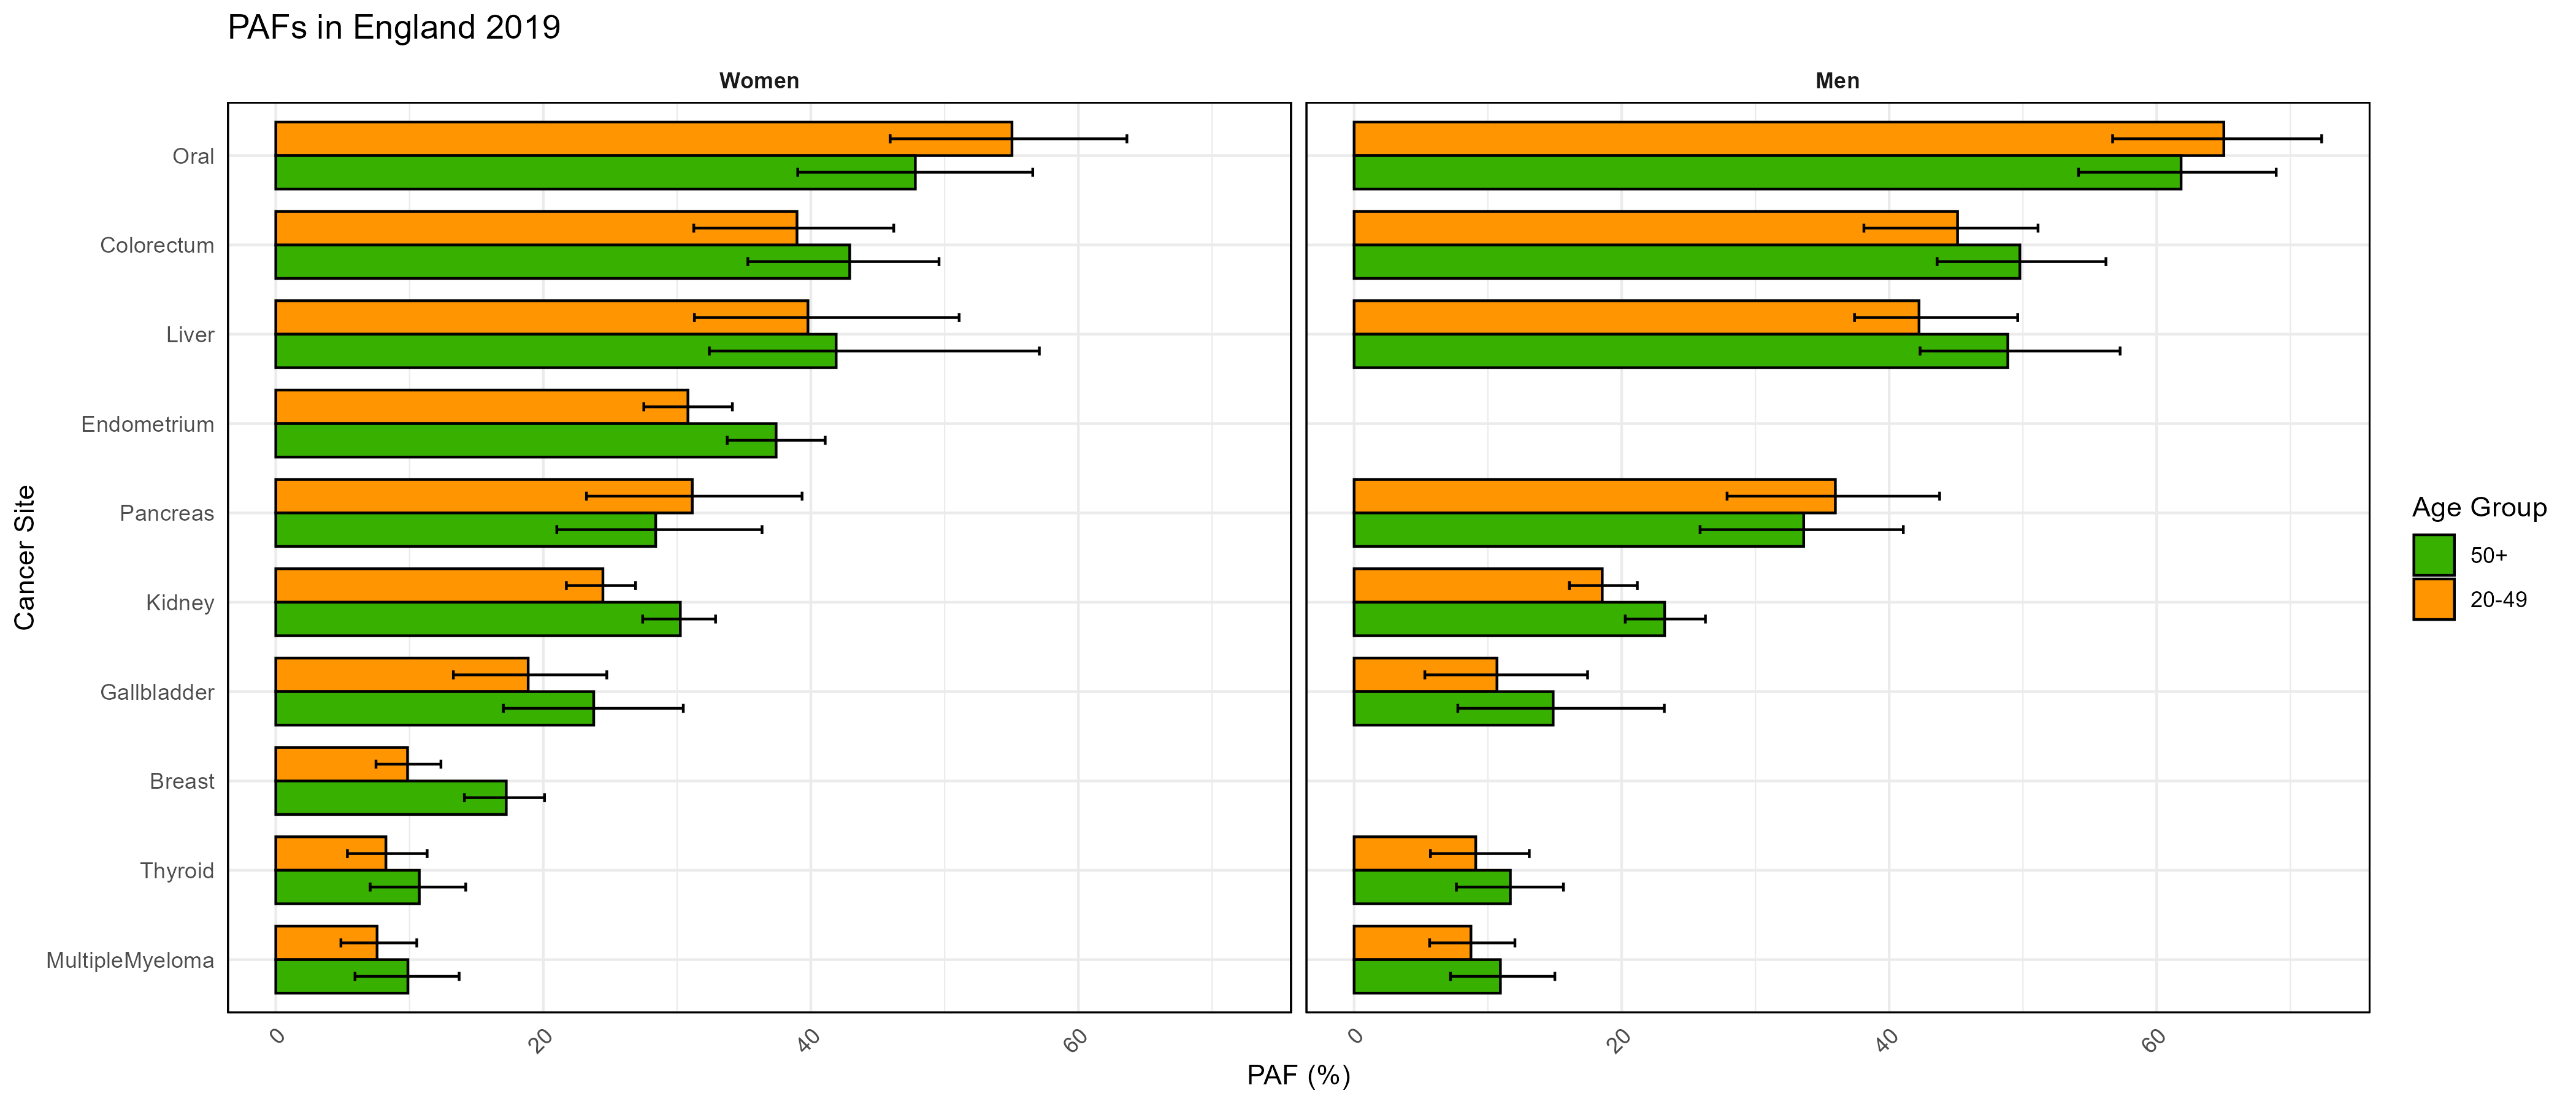 PAFs in England 2019
Women
Men
Cancer Site
Oral
Colorectum
Liver
Endometrium
Pancreas
Kidney
Gallbladder
Breast
Thyroid
MultipleMyeloma
0 20 40 60
0 20 40 60
PAF (%)
Age Group
50+
20-49